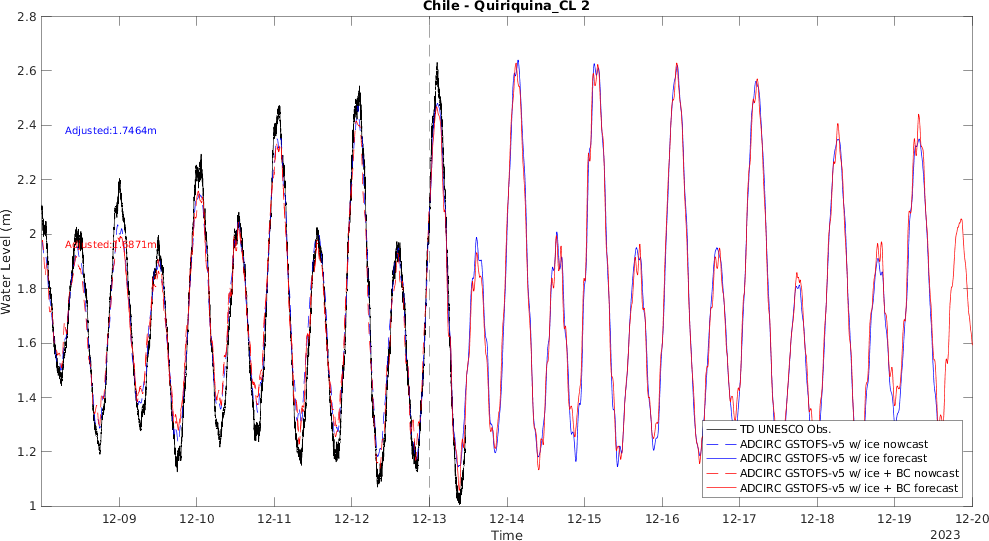 Chile - Quiriquina_CL 2
2.8
2.6
2.4
2.2
2
1.8
1.6
1.4
1.2
1
Water Level (m)
Adjusted:1.7464m
Adjusted:1.6871m
TD UNESCO Obs.
ADCIRC GSTOFS-v5 w/ ice nowcast
ADCIRC GSTOFS-v5 w/ ice forecast
ADCIRC GSTOFS-v5 w/ ice + BC nowcast
ADCIRC GSTOFS-v5 w/ ice + BC forecast
12-09 12-10 12-11 12-12 12-13 12-14 12-15 12-16 12-17 12-18 12-19 12-20
Time
2023